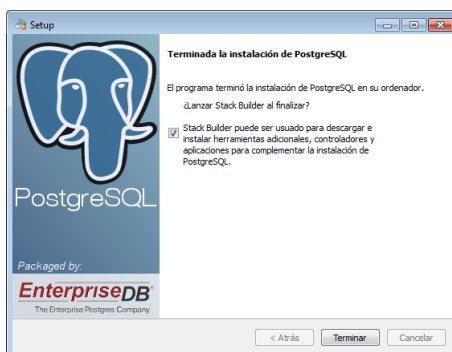 Setup
Terminada la instalación de PostgreSQL
El programa terminó la instalación de PostgreSQL en su ordenador.
¿Lanzar Stack Builder al finalizar?
Stack Builder puede ser usado para descargar e
instalar herramientas adicionales, controladores y
aplicaciones para complementar la instalación de
PostgreSQL.
PostgreSQL
Packaged by:
EnterpriseDB
The Enterprise Postgres Company
< Atrás
Terminar
Cancelar